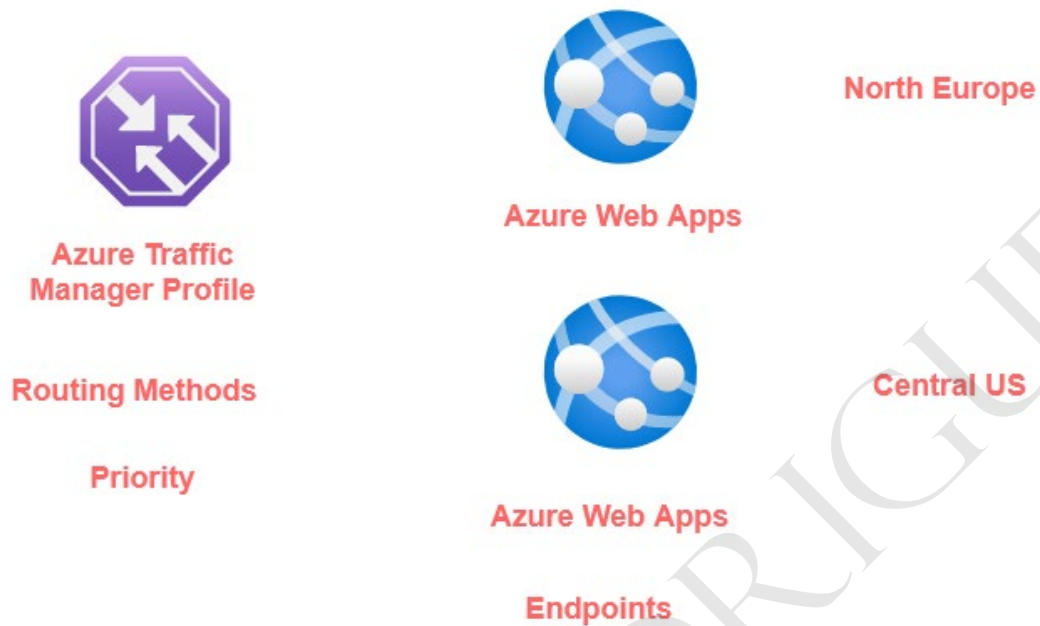 North Europe
Azure Web Apps
Azure Traffic
Manager Profile
Routing Methods
Central US
Priority
Azure Web Apps
Endpoints